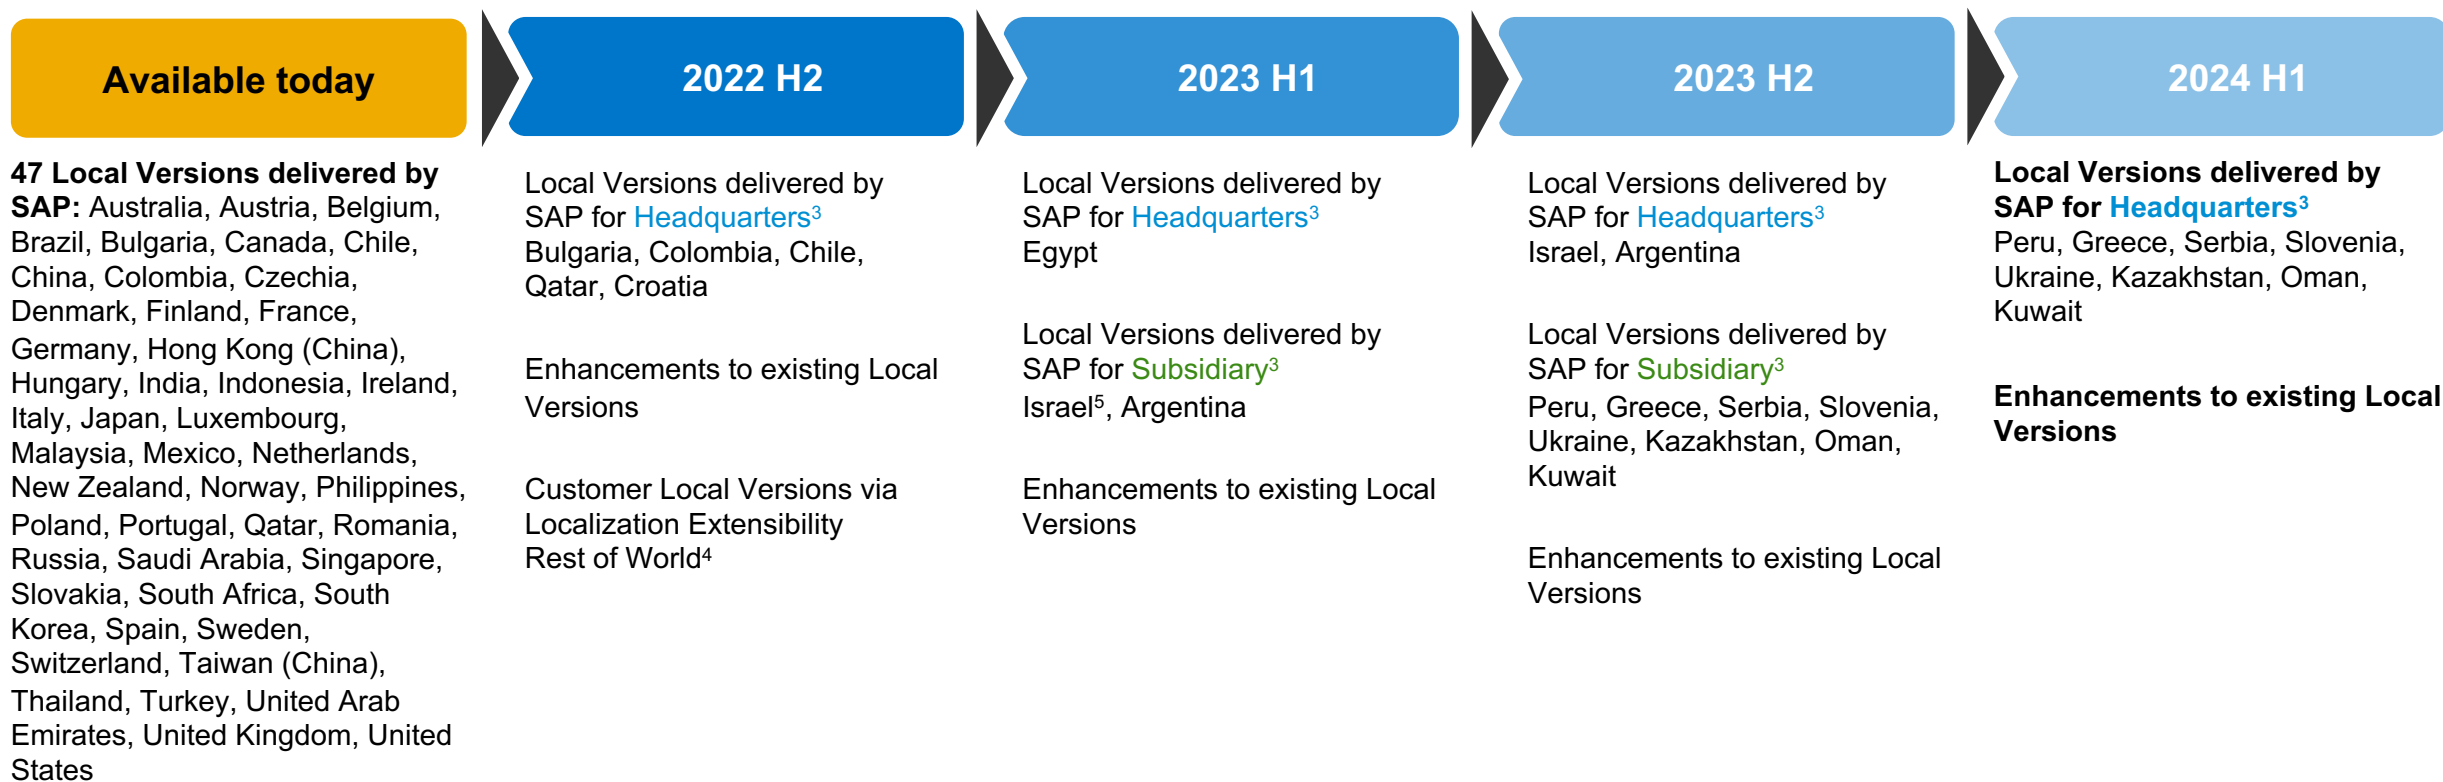 Available today
47 Local Versions delivered by
SAP: Australia, Austria, Belgium,
Brazil, Bulgaria, Canada, Chile,
China, Colombia, Czechia,
Denmark, Finland, France,
Germany, Hong Kong (China),
Hungary, India, Indonesia, Ireland,
Italy, Japan, Luxembourg,
Malaysia, Mexico, Netherlands,
New Zealand, Norway, Philippines,
Poland, Portugal, Qatar, Romania,
Russia, Saudi Arabia, Singapore,
Slovakia, South Africa, South
Korea, Spain, Sweden,
Switzerland, Taiwan (China),
Thailand, Turkey, United Arab
Emirates, United Kingdom, United
States
2022 H2
Local Versions delivered by
SAP for Headquarters³
Bulgaria, Colombia, Chile,
Qatar, Croatia
Enhancements to existing Local
Versions
Customer Local Versions via
Localization Extensibility
Rest of World⁴
2023 H1
Local Versions delivered by
SAP for Headquarters³
Egypt
Local Versions delivered by
SAP for Subsidiary³
Israel⁵, Argentina
Enhancements to existing Local
Versions
2023 H2
Local Versions delivered by
SAP for Headquarters³
Israel, Argentina
Local Versions delivered by
SAP for Subsidiary³
Peru, Greece, Serbia, Slovenia,
Ukraine, Kazakhstan, Oman,
Kuwait
Enhancements to existing Local
Versions
2024 H1
Local Versions delivered by
SAP for Headquarters³
Peru, Greece, Serbia, Slovenia,
Ukraine, Kazakhstan, Oman,
Kuwait
Enhancements to existing Local
Versions